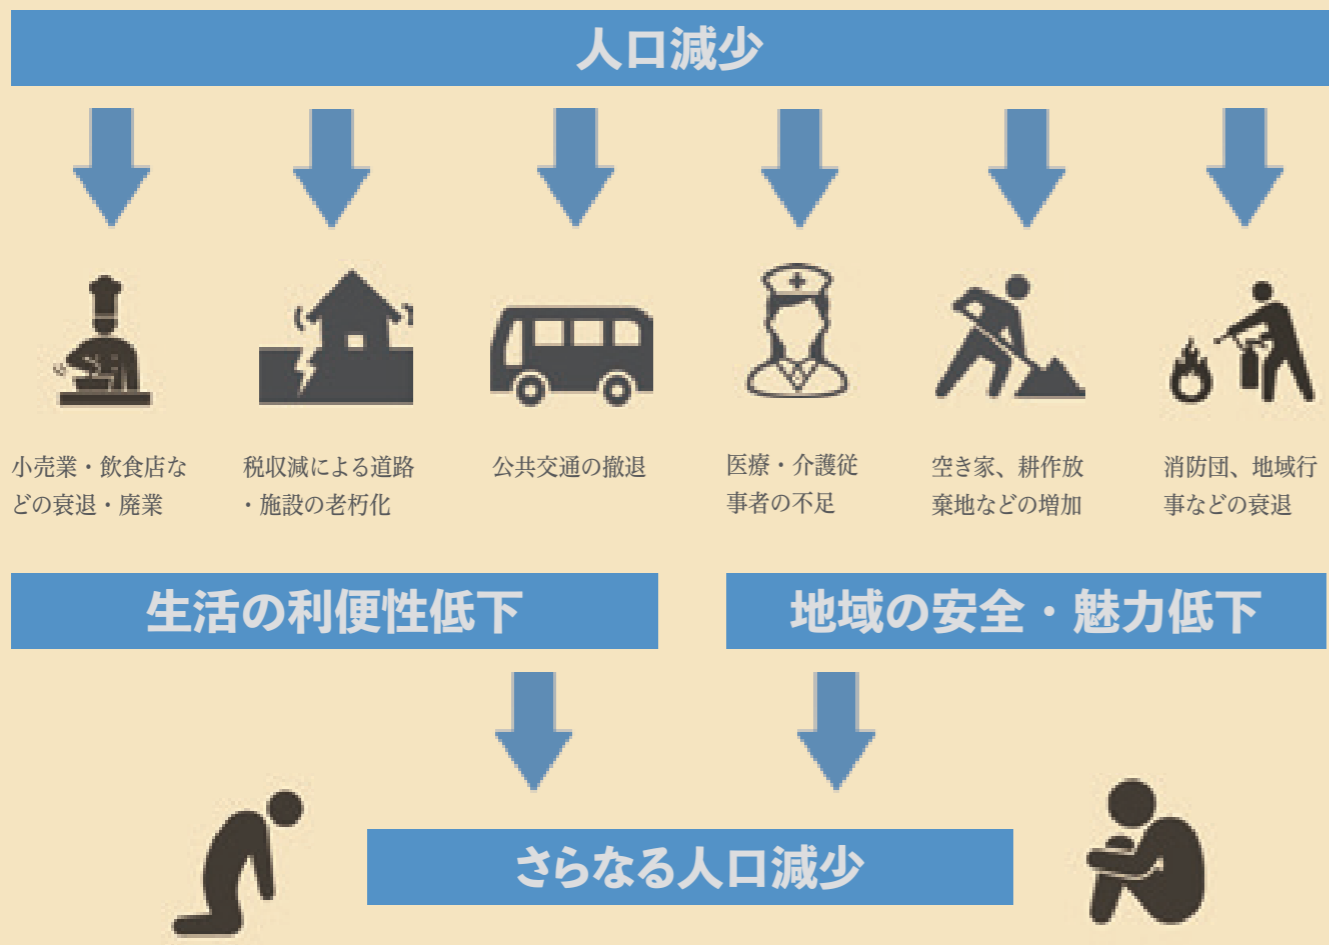 人口減少
小売業・飲食店な
どの衰退・廃業
税収減による道路
・施設の老朽化
公共交通の撤退
医療・介護従
事者の不足
空き家、耕作放
棄地などの増加
消防団、地域行
事などの衰退
生活の利便性低下
地域の安全・魅力低下
さらなる人口減少